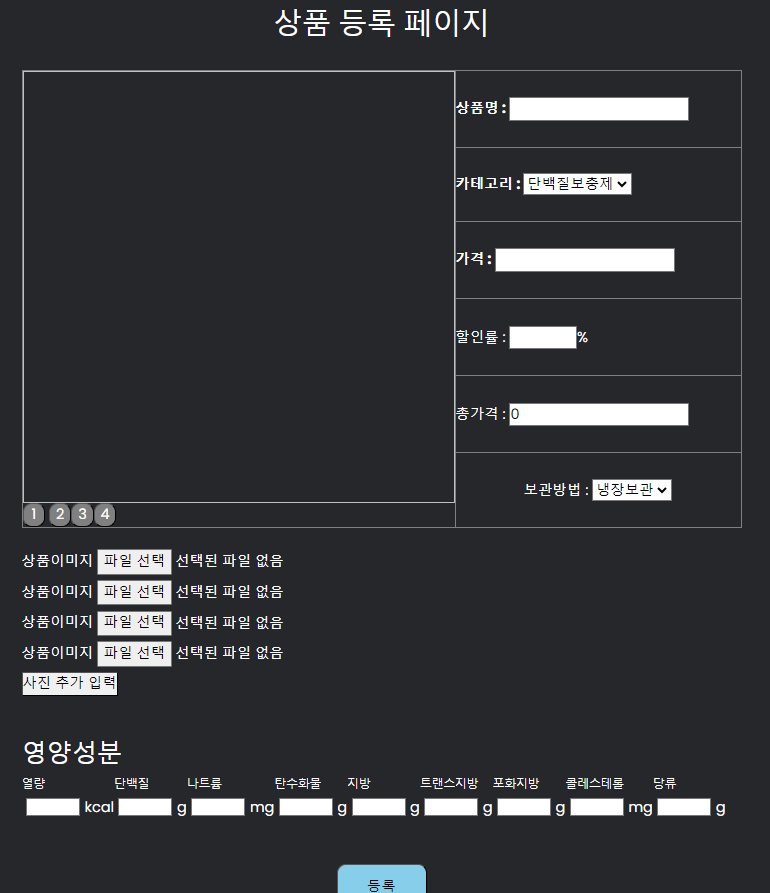 상품 등록 페이지
상품명 :
카테고리 : 단백질보충제
가격 :
할인률 : %
총가격 : 0
보관방법 : 냉장보관
1 2 3 4
상품이미지 파일 선택 선택된 파일 없음
상품이미지 파일 선택 선택된 파일 없음
상품이미지 파일 선택 선택된 파일 없음
상품이미지 파일 선택 선택된 파일 없음
사진 추가 입력
영양성분
열량 단백질 나트륨 탄수화물 지방 트랜스지방 포화지방 콜레스테롤 당류
kcal g mg g g g g mg g
등록